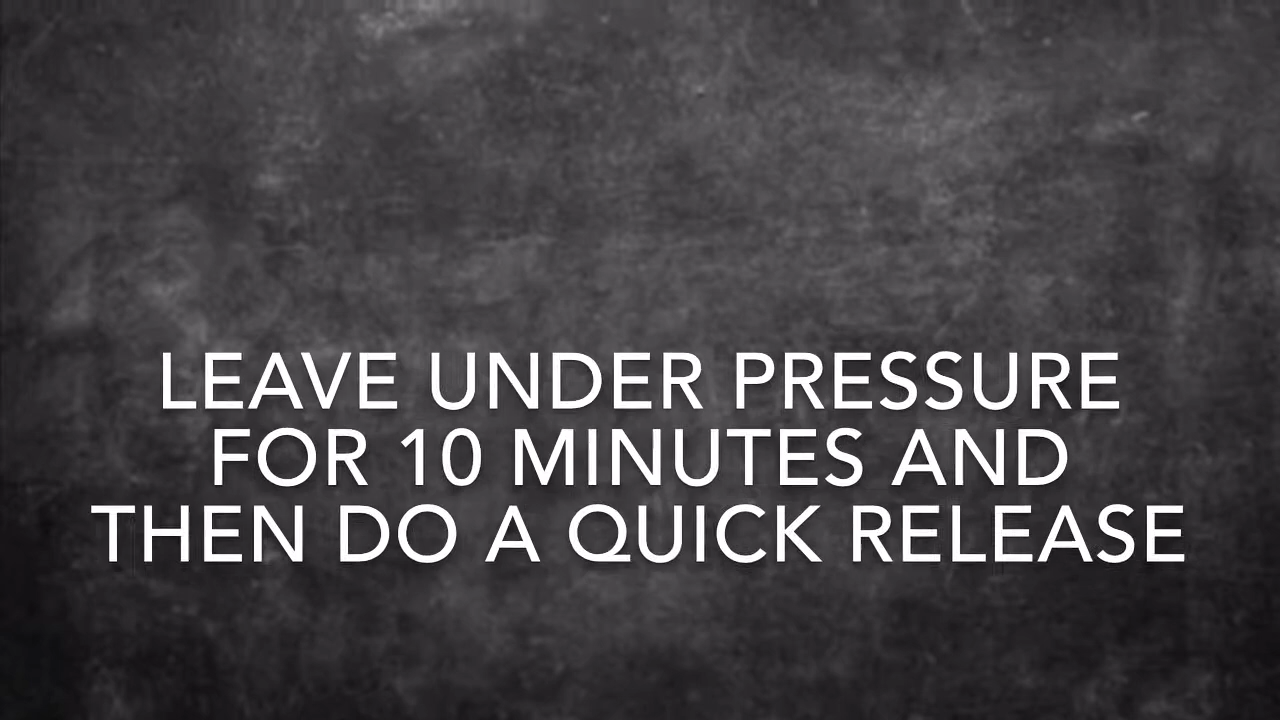 LEAVE UNDER PRESSURE
FOR 10 MINUTES AND
THEN DO A QUICK RELEASE